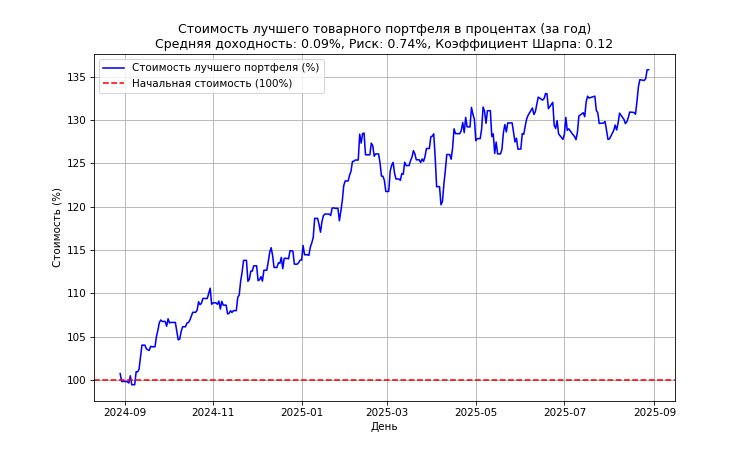 Стоимость лучшего товарного портфеля в процентах (за год)
Средняя доходность: 0.09%, Риск: 0.74%, Коэффициент Шарпа: 0.12
Стоимость лучшего портфеля (%)
Начальная стоимость (100%)
Стоимость (%)
135
130
125
120
115
110
105
100
2024-09 2024-11 2025-01 2025-03 2025-05 2025-07 2025-09
День